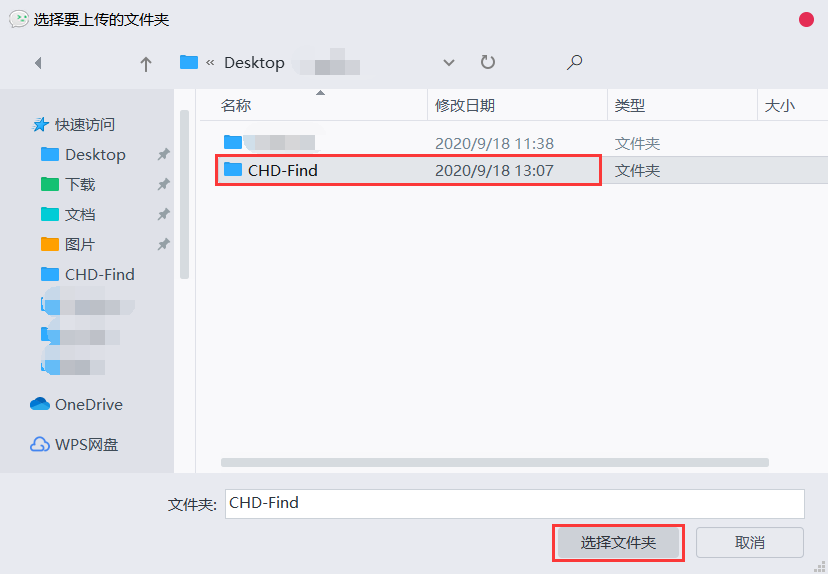 选择要上传的文件夹
« Desktop
名称 修改日期 类型 大小
快速访问
Desktop
下载
文档
图片
CHD-Find
OneDrive
WPS网盘
2020/9/18 11:38 文件夹
CHD-Find 2020/9/18 13:07 文件夹
文件夹: CHD-Find
选择文件夹 取消